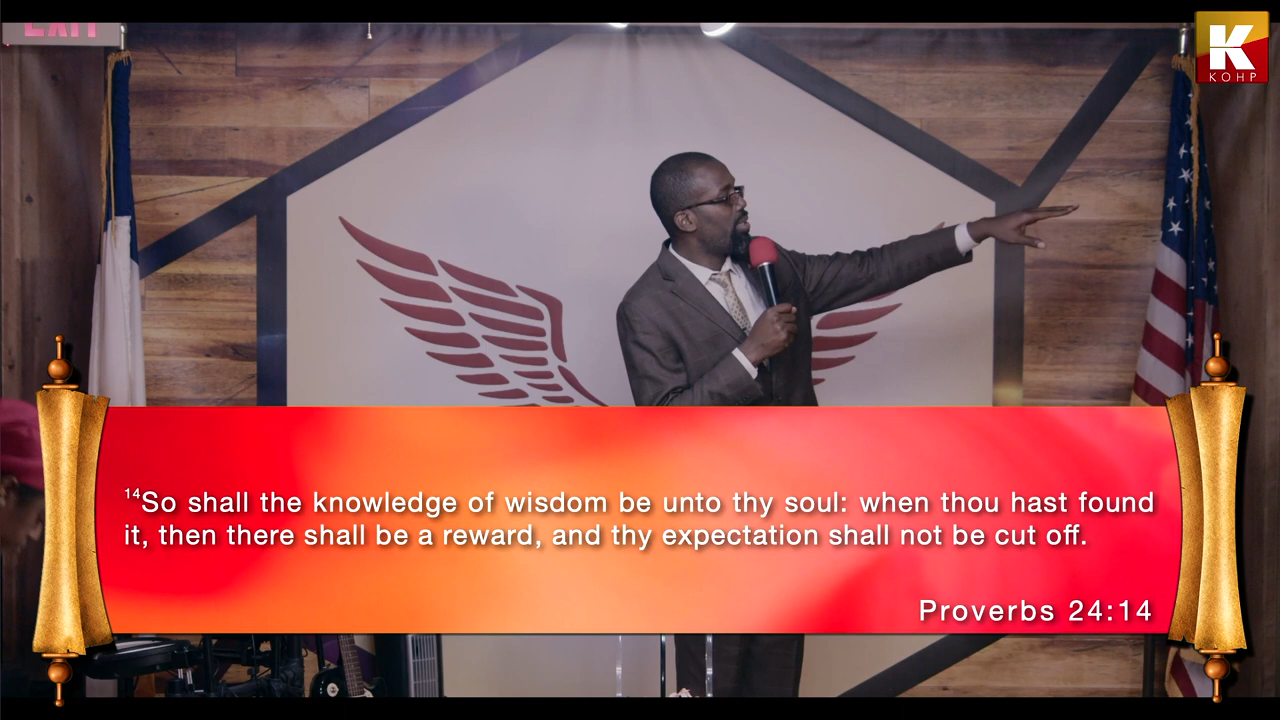 EXIT
K
KOHP
¹⁴So shall the knowledge of wisdom be unto thy soul: when thou hast found
it, then there shall be a reward, and thy expectation shall not be cut off.
Proverbs 24:14